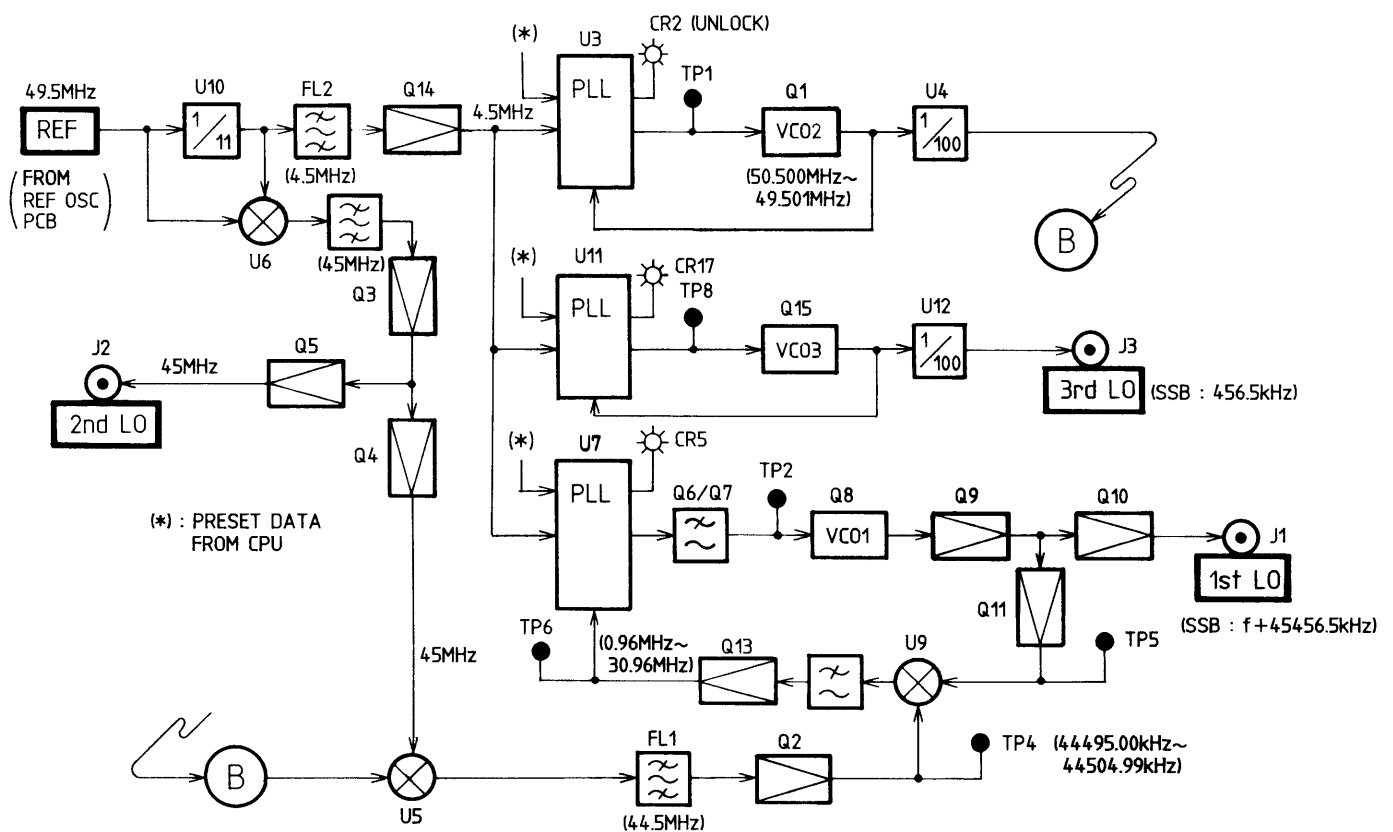 CR2 (UNLOCK)
(*)
U3
TP1
Q1
U4
49.5MHz
U10
FL2
Q14
PLL
REF
1/11
4.5MHz
VCO2
1/100
(4.5MHz)
(50.500MHz~
49.501MHz)
(FROM
REF OSC
PCB)
B
U6
(45MHz)
(*)
U11
CR17
Q3
TP8
Q15
U12
PLL
VCO3
1/100
J2
Q5
J3
45MHz
3rd LO
(SSB : 456.5kHz)
2nd LO
Q4
(*)
U7
CR5
PLL
Q6/Q7
TP2
Q8
Q9
Q10
(*) : PRESET DATA
FROM CPU
VCO1
J1
1st LO
Q11
(SSB : f+45456.5kHz)
TP6
(0.96MHz~
30.96MHz)
Q13
U9
TP5
45MHz
FL1
Q2
TP4
(44495.00kHz~
44504.99kHz)
B
U5
(44.5MHz)